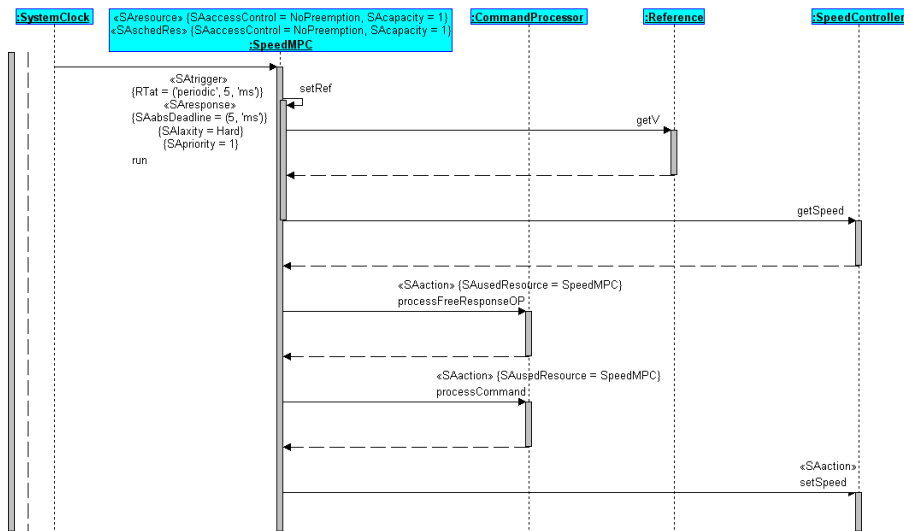 :SystemClock
«SAresource» {SAaccessControl = NoPreemption, SAcapacity = 1}
«SAschedRes» {SAaccessControl = NoPreemption, SAcapacity = 1}
:SpeedMPC
:CommandProcessor
:Reference
:SpeedController
«SAtrigger»
{RTat = ('periodic', 5, 'ms')}
«SAresponse»
{SAabsDeadline = (5, 'ms')}
{SAlaxity = Hard}
{SApriority = 1}
run
setRef
getV
getSpeed
«SAaction» {SAusedResource = SpeedMPC}
processFreeResponseOP
«SAaction» {SAusedResource = SpeedMPC}
processCommand
«SAaction»
setSpeed